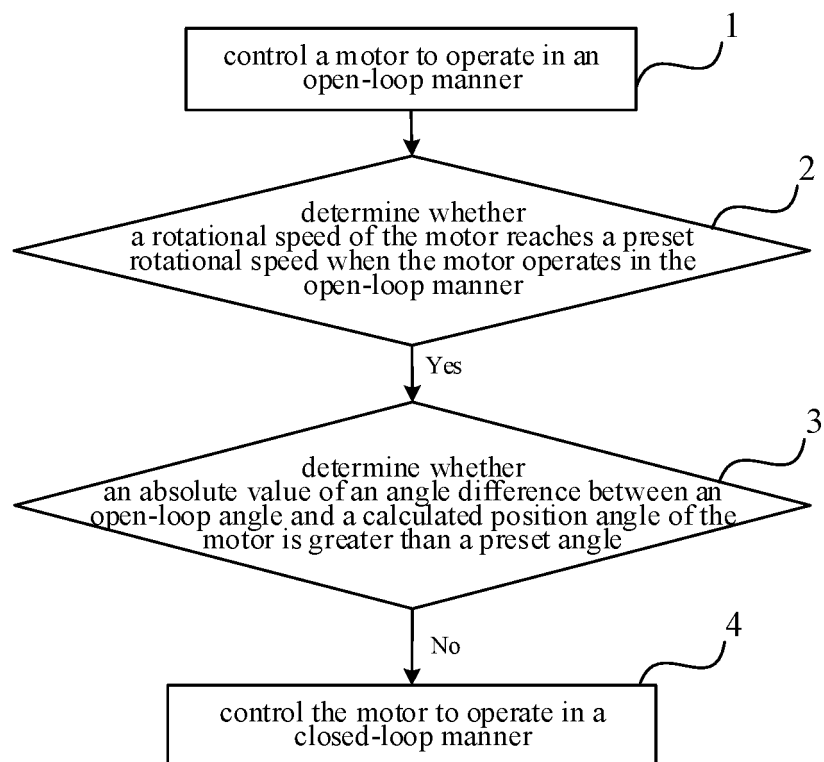 1
control a motor to operate in an
open-loop manner
2
determine whether
a rotational speed of the motor reaches a preset
rotational speed when the motor operates in the
open-loop manner
Yes
3
determine whether
an absolute value of an angle difference between an
open-loop angle and a calculated position angle of the
motor is greater than a preset angle
No
4
control the motor to operate in a
closed-loop manner